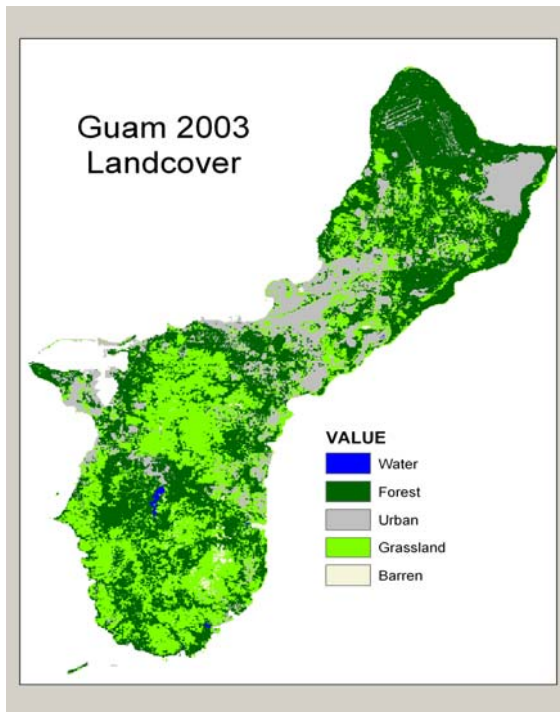 Guam 2003
Landcover
VALUE
Water
Forest
Urban
Grassland
Barren